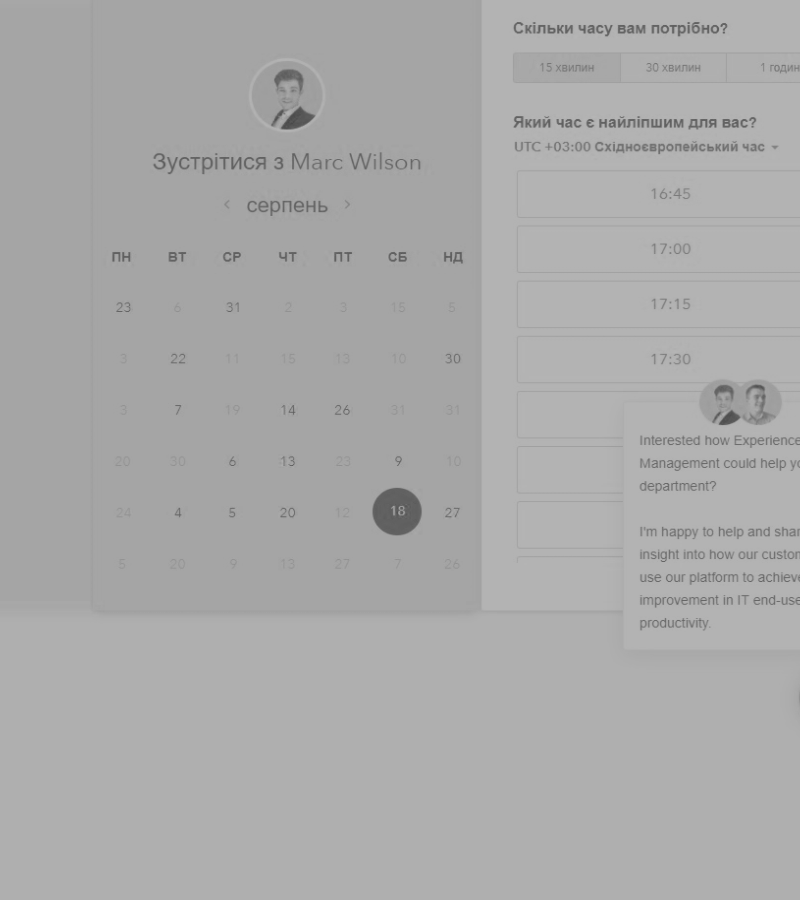 Зустрітися з Marc Wilson
серпень
ПН ВТ СР ЧТ ПТ СБ НД
23 6 31 2 3 15 5
3 22 11 15 13 10 30
3 7 19 14 26 31 31
20 30 6 13 23 9 10
24 4 5 20 12 18 27
5 20 9 13 27 7 26
Скільки часу вам потрібно?
15 хвилин 30 хвилин 1 годин
Який час є найліпшим для вас?
UTC +03:00 Східноєвропейський час
16:45
17:00
17:15
17:30
Interested how Experience
Management could help yo
department?
I'm happy to help and shar
insight into how our custom
use our platform to achieve
improvement in IT end-use
productivity.